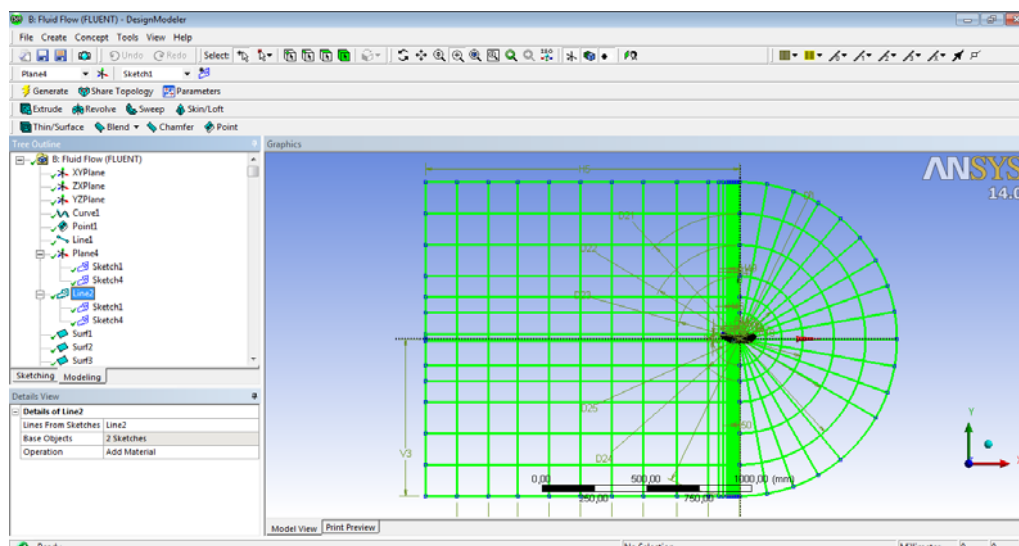 B: Fluid Flow (FLUENT) - DesignModeler
File Create Concept Tools View Help
Undo Redo Select:
Plane4 Sketch1
Generate Share Topology Parameters
Extrude Revolve Sweep Skin/Loft
Thin/Surface Blend Chamfer Point
Tree Outline
B: Fluid Flow (FLUENT)
XYPlane
ZXPlane
YZPlane
Curve1
Point1
Line1
Plane4
Sketch1
Sketch4
Line2
Sketch1
Sketch4
Surf1
Surf2
Surf3
Sketching Modeling
Details View
Details of Line2
Lines From Sketches Line2
Base Objects 2 Sketches
Operation Add Material
Graphics
ANSYS
14.0
D21
D22
D23
D25
D24
V3
0,00 500,00 1000,00 (mm)
250,00 750,00
Y
X
Model View Print Preview
Ready No Selection Millimeter